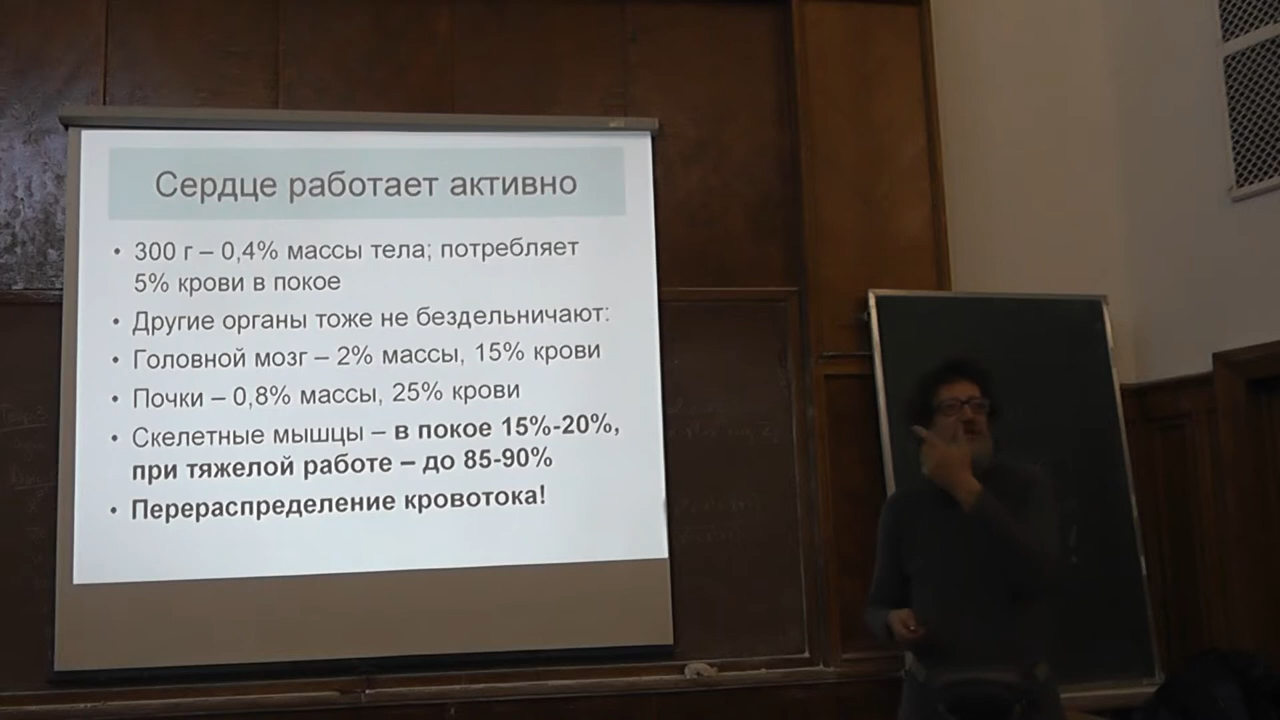 Сердце работает активно
• 300 г – 0,4% массы тела; потребляет
5% крови в покое
• Другие органы тоже не бездельничают:
• Головной мозг – 2% массы, 15% крови
• Почки – 0,8% массы, 25% крови
• Скелетные мышцы – в покое 15%-20%,
при тяжелой работе – до 85-90%
• Перераспределение кровотока!